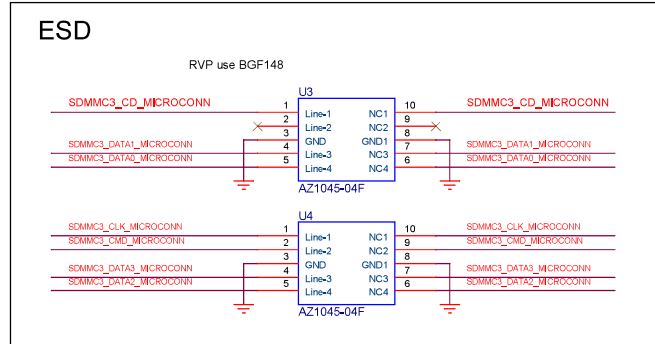 ESD
RVP use BGF148
U3
SDMMC3_CD_MICROCONN 1 Line-1 NC1 10 SDMMC3_CD_MICROCONN
2 Line-2 NC2 9
3 GND GND1 8
SDMMC3_DATA1_MICROCONN 4 Line-3 NC3 7 SDMMC3_DATA1_MICROCONN
SDMMC3_DATA0_MICROCONN 5 Line-4 NC4 6 SDMMC3_DATA0_MICROCONN
AZ1045-04F
U4
SDMMC3_CLK_MICROCONN 1 Line-1 NC1 10 SDMMC3_CLK_MICROCONN
SDMMC3_CMD_MICROCONN 2 Line-2 NC2 9 SDMMC3_CMD_MICROCONN
3 GND GND1 8
SDMMC3_DATA3_MICROCONN 4 Line-3 NC3 7 SDMMC3_DATA3_MICROCONN
SDMMC3_DATA2_MICROCONN 5 Line-4 NC4 6 SDMMC3_DATA2_MICROCONN
AZ1045-04F